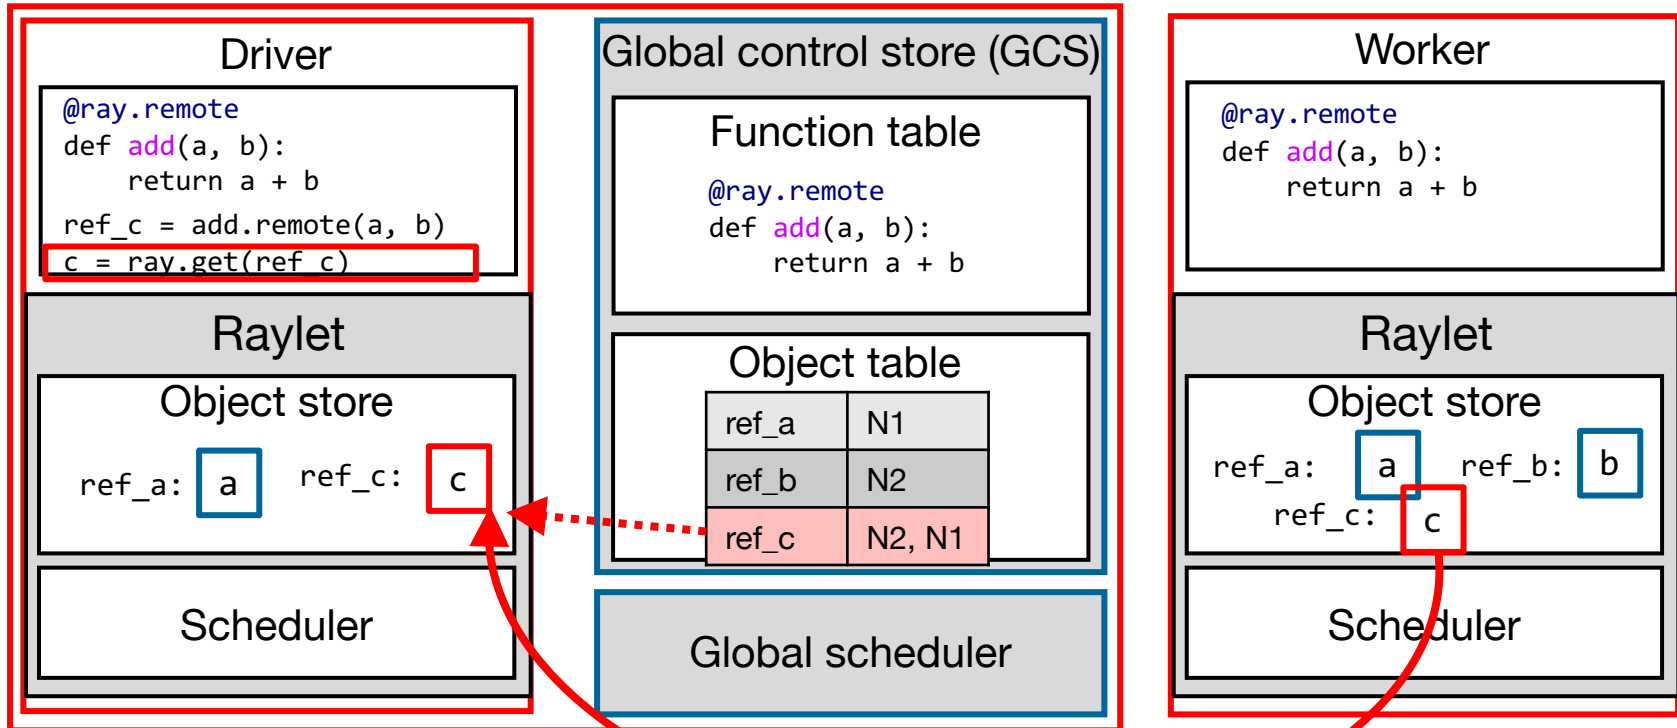 Driver
@ray.remote
def add(a, b):
    return a + b
ref_c = add.remote(a, b)
c = ray.get(ref_c)
Raylet
Object store
ref_a: a
ref_c: c
Scheduler
Global control store (GCS)
Function table
@ray.remote
def add(a, b):
    return a + b
Object table
ref_a N1
ref_b N2
ref_c N2, N1
Global scheduler
Worker
@ray.remote
def add(a, b):
    return a + b
Raylet
Object store
ref_a: a
ref_b: b
ref_c: c
Scheduler